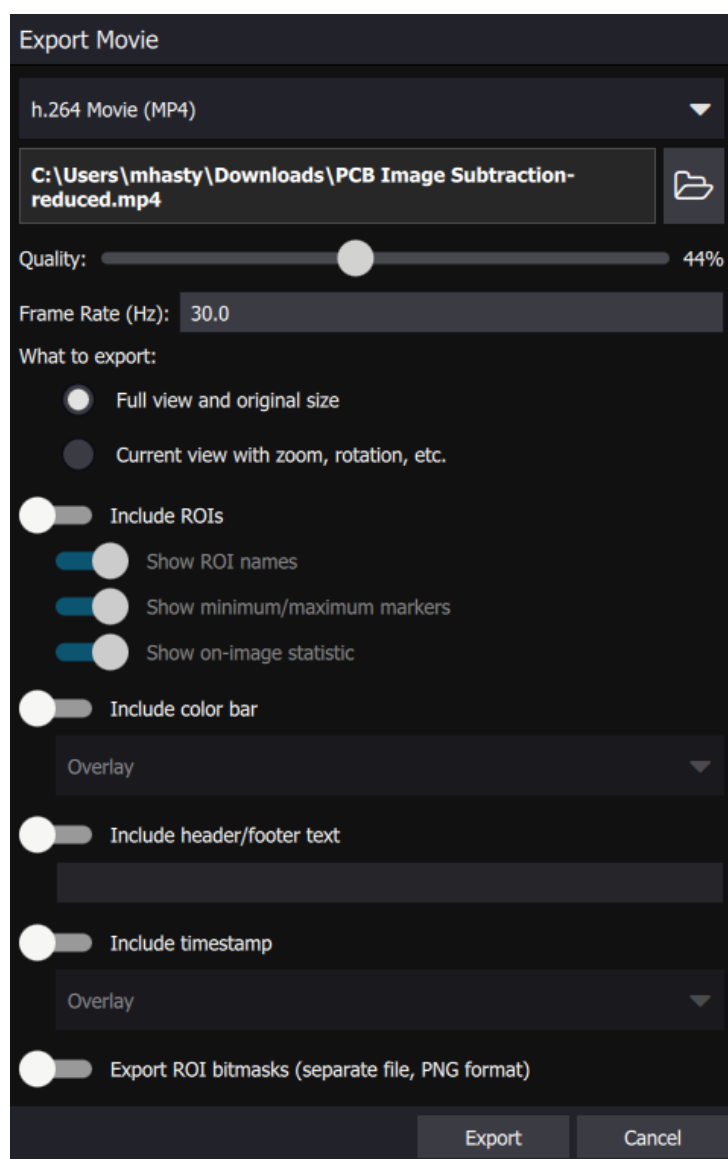 Export Movie
h.264 Movie (MP4)
C:\Users\mhasty\Downloads\PCB Image Subtraction-
reduced.mp4
Quality: 44%
Frame Rate (Hz): 30.0
What to export:
Full view and original size
Current view with zoom, rotation, etc.
Include ROIs
Show ROI names
Show minimum/maximum markers
Show on-image statistic
Include color bar
Overlay
Include header/footer text
Include timestamp
Overlay
Export ROI bitmasks (separate file, PNG format)
Export Cancel